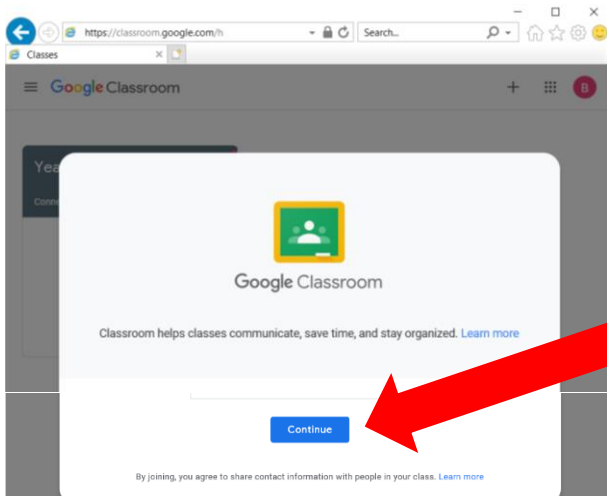 https://classroom.google.com/h
Search...
Classes
Google Classroom
B
Yea
Conne
Google Classroom
Classroom helps classes communicate, save time, and stay organized. Learn more
Continue
By joining, you agree to share contact information with people in your class. Learn more